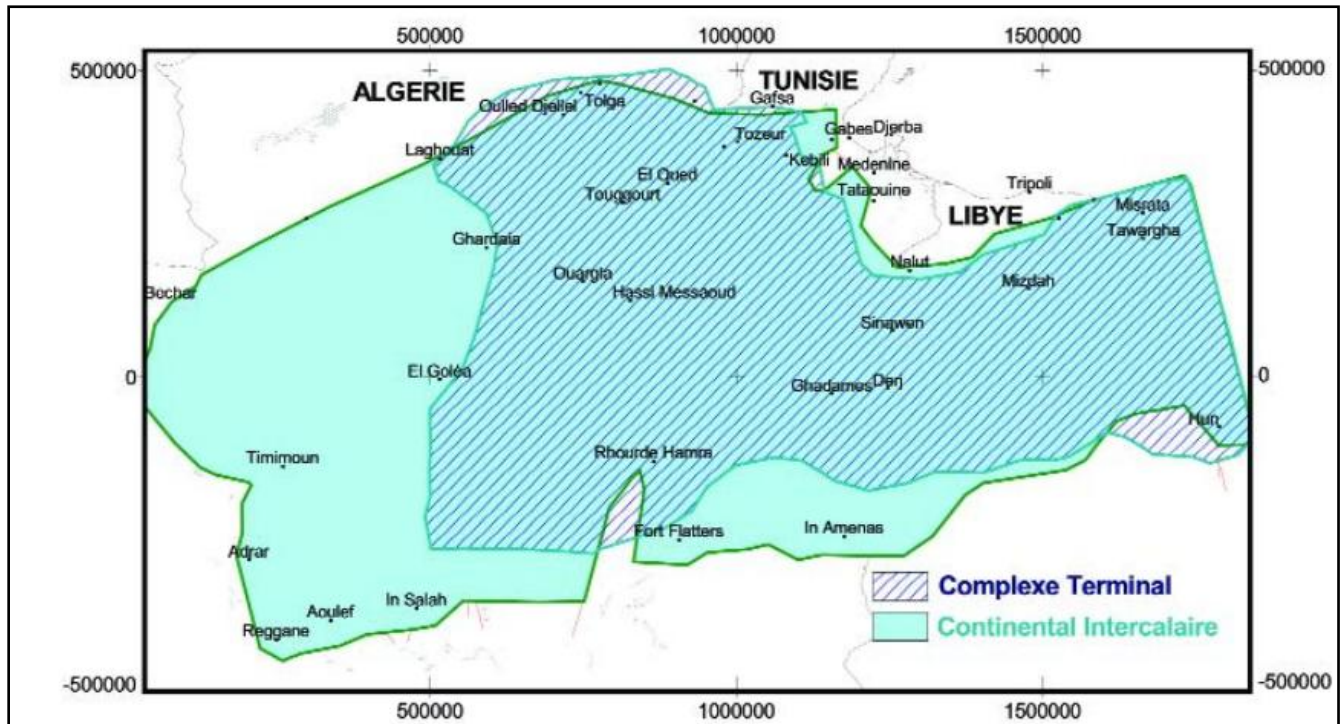 500000 1000000 1500000
500000 500000
ALGERIE TUNISIE
Oulled Djellel Tolga Gafsa
Gabes Djerba
Laghouat Tozeur Kebili Medenine
El Oued
Touggourt Tataouine Tripoli
LIBYE Misrata
Ghardaia Tawargha
Nalut
Ouargla Mizdah
Bechar Hassi Messaoud
Sinawen
0 El Goléa Ghadames Derj 0
Hun
Timimoun Rhourde Hamra
Fort Flatters In Amenas
Adrar
Complexe Terminal
In Salah
Aoulef Continental Intercalaire
Reggane
-500000 -500000
500000 1000000 1500000